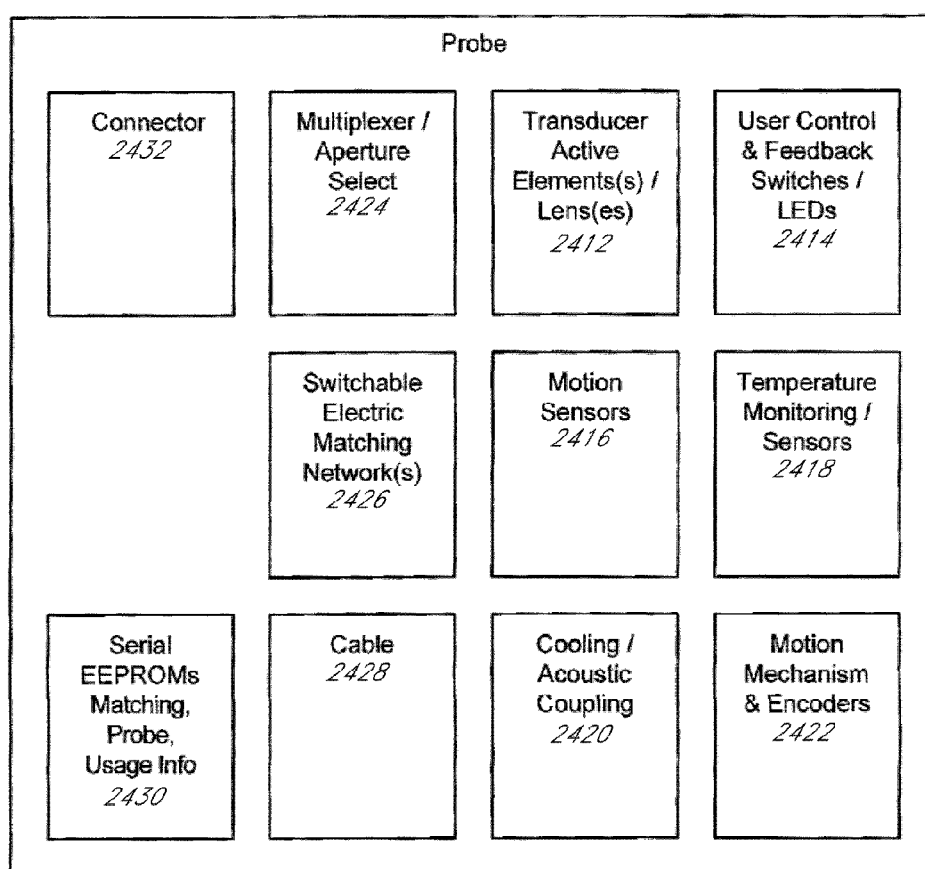 Probe
Connector
2432
Multiplexer /
Aperture
Select
2424
Transducer
Active
Elements(s) /
Lens(es)
2412
User Control
& Feedback
Switches /
LEDs
2414
Switchable
Electric
Matching
Network(s)
2426
Motion
Sensors
2416
Temperature
Monitoring /
Sensors
2418
Serial
EEPROMs
Matching,
Probe,
Usage Info
2430
Cable
2428
Cooling /
Acoustic
Coupling
2420
Motion
Mechanism
& Encoders
2422